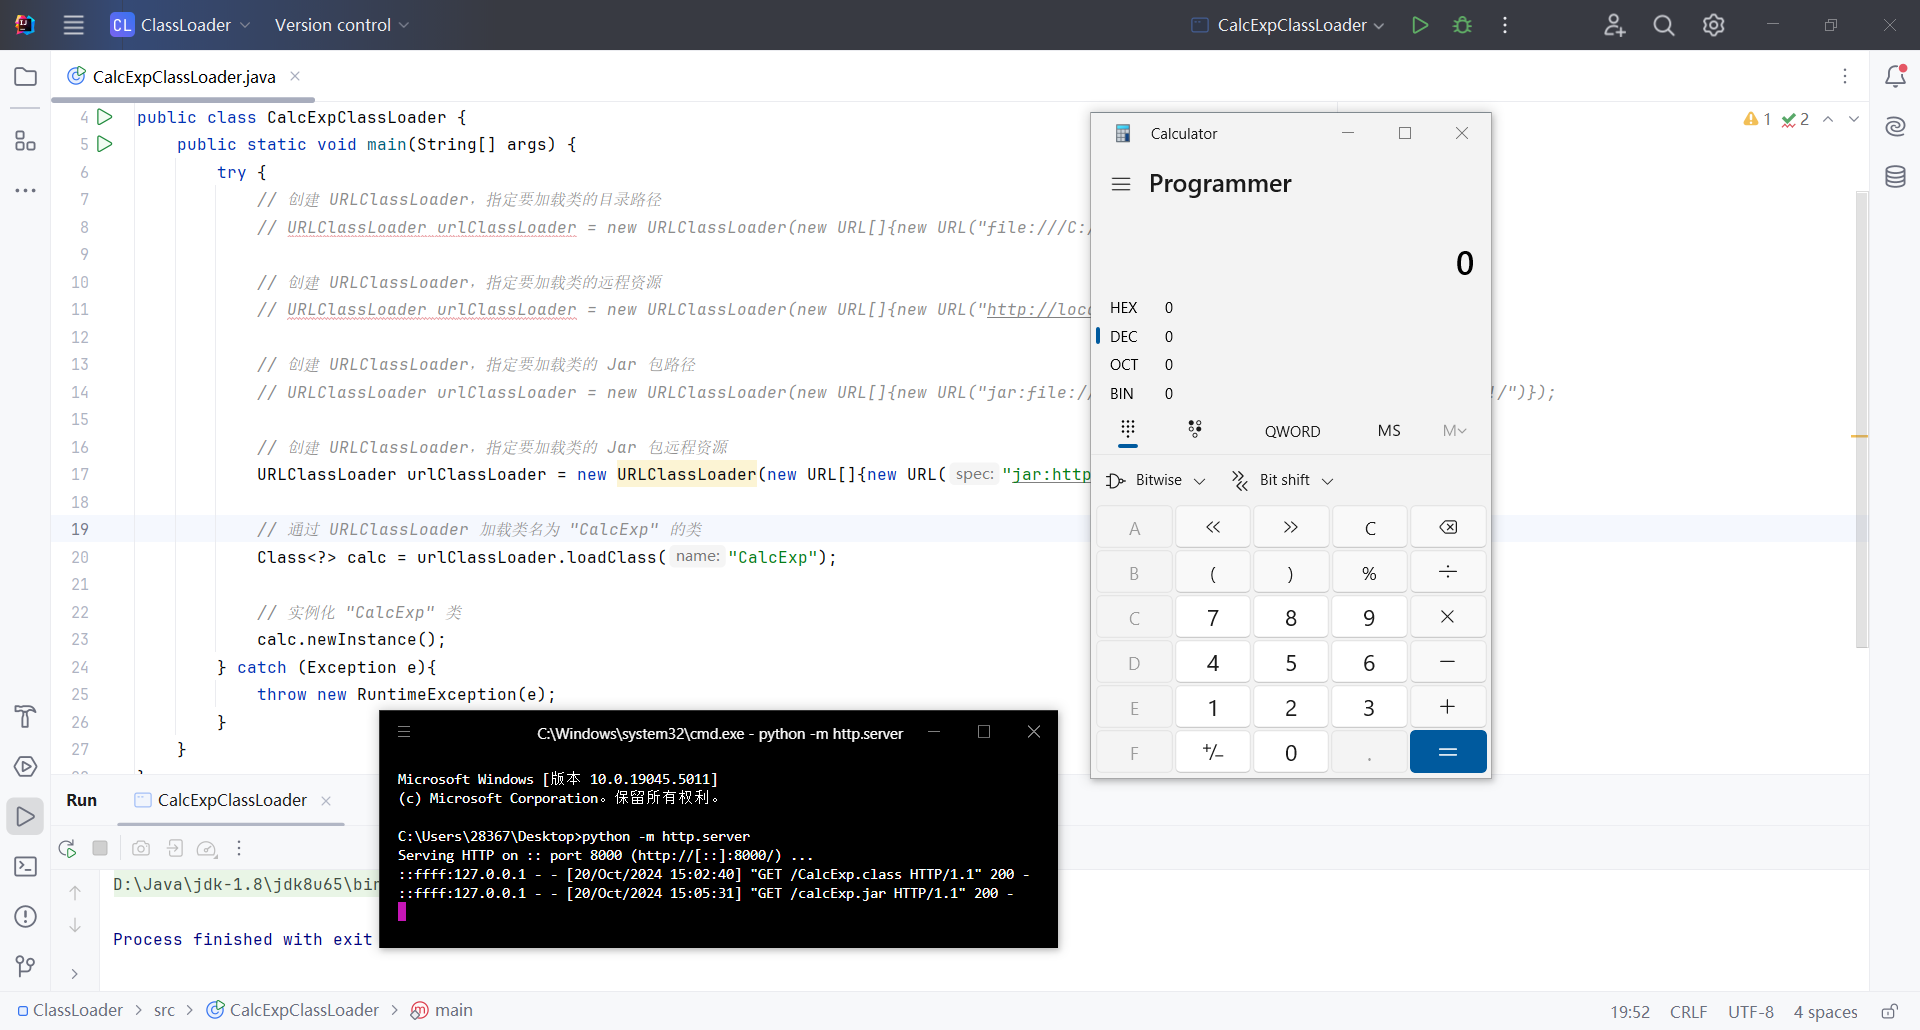 CL ClassLoader Version control CalcExpClassLoader
CalcExpClassLoader.java
1 2
4 public class CalcExpClassLoader {
5 public static void main(String[] args) {
6 try {
7 // 创建 URLClassLoader，指定要加载类的目录路径
8 // URLClassLoader urlClassLoader = new URLClassLoader(new URL[]{new URL("file:///C:/
9
10 // 创建 URLClassLoader，指定要加载类的远程资源
11 // URLClassLoader urlClassLoader = new URLClassLoader(new URL[]{new URL("http://loc
12
13 // 创建 URLClassLoader，指定要加载类的 Jar 包路径
14 // URLClassLoader urlClassLoader = new URLClassLoader(new URL[]{new URL("jar:file:/ !/")});
15
16 // 创建 URLClassLoader，指定要加载类的 Jar 包远程资源
17 URLClassLoader urlClassLoader = new URLClassLoader(new URL[]{new URL( spec: "jar:http
18
19 // 通过 URLClassLoader 加载类名为 "CalcExp" 的类
20 Class<?> calc = urlClassLoader.loadClass( name: "CalcExp");
21
22 // 实例化 "CalcExp" 类
23 calc.newInstance();
24 } catch (Exception e){
25 throw new RuntimeException(e);
26 }
27 }
Calculator
Programmer
0
HEX 0
DEC 0
OCT 0
BIN 0
QWORD MS M
Bitwise Bit shift
A « » C
B ( ) % ÷
C 7 8 9 ×
D 4 5 6 −
E 1 2 3 +
F +/− 0 . =
C:\Windows\system32\cmd.exe - python -m http.server
Microsoft Windows [版本 10.0.19045.5011]
(c) Microsoft Corporation。保留所有权利。
C:\Users\28367\Desktop>python -m http.server
Serving HTTP on :: port 8000 (http://[::]:8000/) ...
::ffff:127.0.0.1 - - [20/Oct/2024 15:02:40] "GET /CalcExp.class HTTP/1.1" 200 -
::ffff:127.0.0.1 - - [20/Oct/2024 15:05:31] "GET /calcExp.jar HTTP/1.1" 200 -
Run CalcExpClassLoader
D:\Java\jdk-1.8\jdk8u65\bin
Process finished with exit
ClassLoader > src > CalcExpClassLoader > main
19:52 CRLF UTF-8 4 spaces